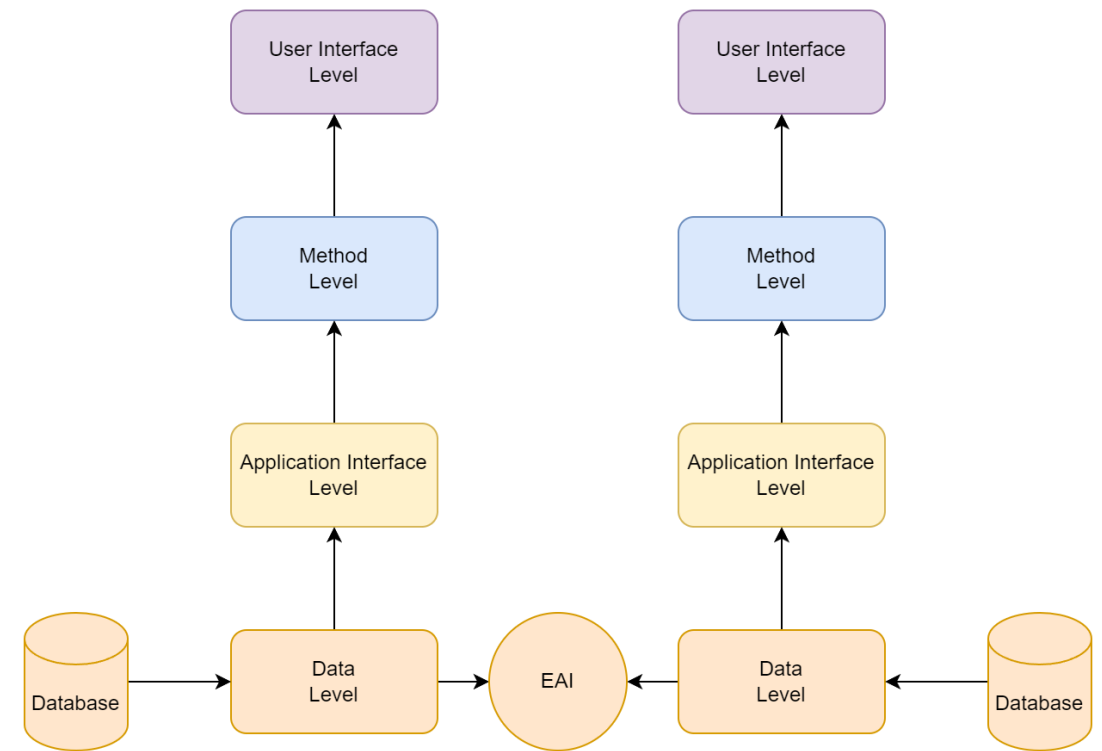 User Interface
Level
User Interface
Level
Method
Level
Method
Level
Application Interface
Level
Application Interface
Level
Database
Data
Level
EAI
Data
Level
Database